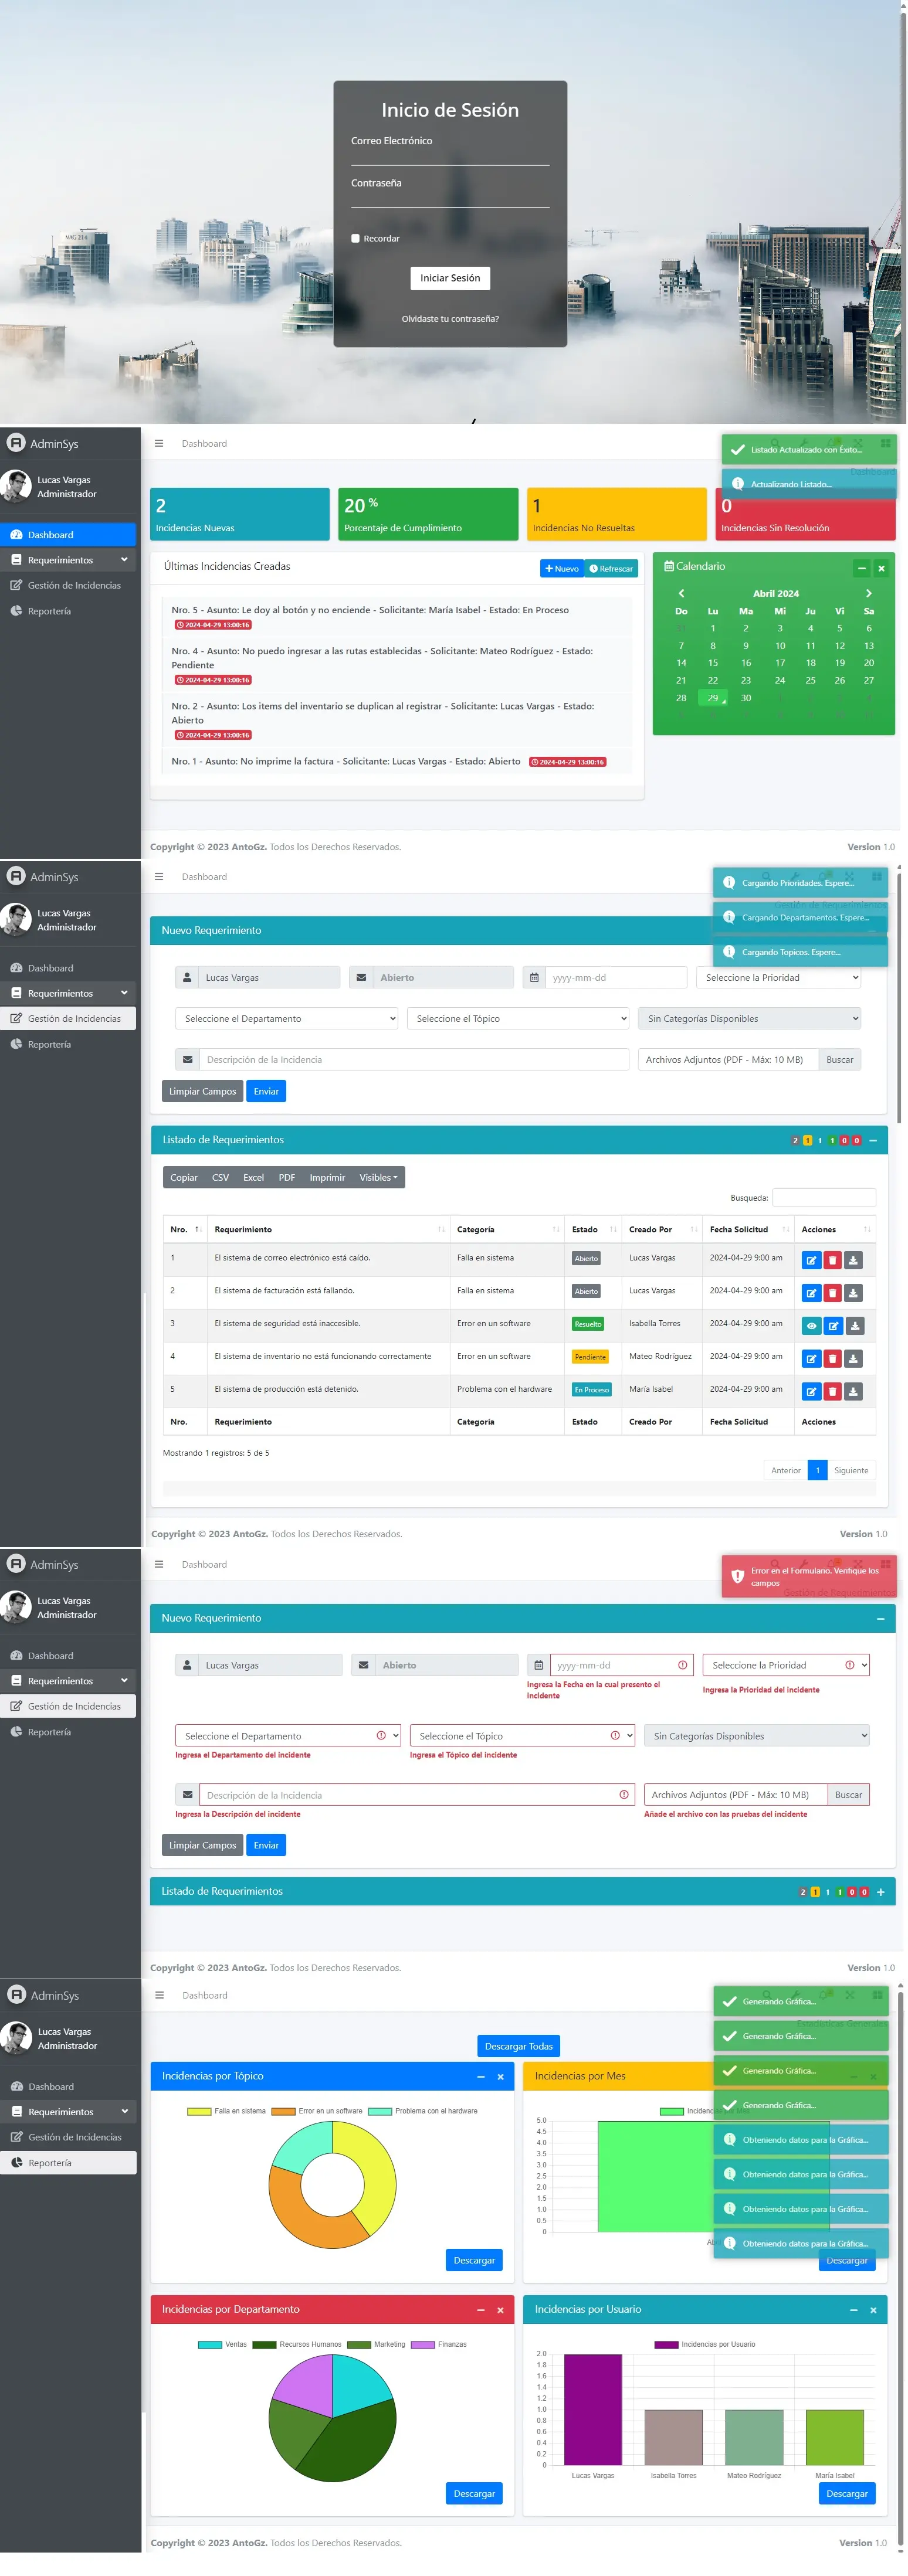 Inicio de Sesión
Correo Electrónico
Contraseña
Recordar
Iniciar Sesión
Olvidaste tu contraseña?
AdminSys
Dashboard
Lucas Vargas
Administrador
Dashboard
Requerimientos
Gestión de Incidencias
Reportería
Listado Actualizado con Éxito...
Actualizando Listado...
2
Incidencias Nuevas
20 %
Porcentaje de Cumplimiento
1
Incidencias No Resueltas
0
Incidencias Sin Resolución
Últimas Incidencias Creadas
Nuevo
Refrescar
Nro. 5 - Asunto: Le doy al botón y no enciende - Solicitante: María Isabel - Estado: En Proceso
2024-04-29 13:00:16
Nro. 4 - Asunto: No puedo ingresar a las rutas establecidas - Solicitante: Mateo Rodríguez - Estado:
Pendiente
2024-04-29 13:00:16
Nro. 2 - Asunto: Los items del inventario se duplican al registrar - Solicitante: Lucas Vargas - Estado:
Abierto
2024-04-29 13:00:16
Nro. 1 - Asunto: No imprime la factura - Solicitante: Lucas Vargas - Estado: Abierto 2024-04-29 13:00:16
Calendario
Abril 2024
Do Lu Ma Mi Ju Vi Sa
1 2 3 4 5 6
7 8 9 10 11 12 13
14 15 16 17 18 19 20
21 22 23 24 25 26 27
28 29 30
Copyright © 2023 AntoGz. Todos los Derechos Reservados.
Version 1.0
AdminSys
Dashboard
Lucas Vargas
Administrador
Dashboard
Requerimientos
Gestión de Incidencias
Reportería
Cargando Prioridades. Espere...
Cargando Departamentos. Espere...
Cargando Topicos. Espere...
Nuevo Requerimiento
Lucas Vargas
Abierto
yyyy-mm-dd
Seleccione la Prioridad
Seleccione el Departamento
Seleccione el Tópico
Sin Categorías Disponibles
Descripción de la Incidencia
Archivos Adjuntos (PDF - Máx: 10 MB)
Buscar
Limpiar Campos
Enviar
Listado de Requerimientos
2 1 1 1 0 0
Copiar CSV Excel PDF Imprimir Visibles
Busqueda:
Nro. Requerimiento Categoría Estado Creado Por Fecha Solicitud Acciones
1 El sistema de correo electrónico está caído. Falla en sistema Abierto Lucas Vargas 2024-04-29 9:00 am
2 El sistema de facturación está fallando. Falla en sistema Abierto Lucas Vargas 2024-04-29 9:00 am
3 El sistema de seguridad está inaccesible. Error en un software Resuelto Isabella Torres 2024-04-29 9:00 am
4 El sistema de inventario no está funcionando correctamente Error en un software Pendiente Mateo Rodríguez 2024-04-29 9:00 am
5 El sistema de producción está detenido. Problema con el hardware En Proceso María Isabel 2024-04-29 9:00 am
Nro. Requerimiento Categoría Estado Creado Por Fecha Solicitud Acciones
Mostrando 1 registros: 5 de 5
Anterior 1 Siguiente
Copyright © 2023 AntoGz. Todos los Derechos Reservados.
Version 1.0
AdminSys
Dashboard
Lucas Vargas
Administrador
Dashboard
Requerimientos
Gestión de Incidencias
Reportería
Error en el Formulario. Verifique los
campos
Gestión de Requerimientos
Nuevo Requerimiento
Lucas Vargas
Abierto
yyyy-mm-dd
Seleccione la Prioridad
Ingresa la Fecha en la cual presento el
incidente
Ingresa la Prioridad del incidente
Seleccione el Departamento
Seleccione el Tópico
Sin Categorías Disponibles
Ingresa el Departamento del incidente
Ingresa el Tópico del incidente
Descripción de la Incidencia
Archivos Adjuntos (PDF - Máx: 10 MB)
Buscar
Ingresa la Descripción del incidente
Añade el archivo con las pruebas del incidente
Limpiar Campos
Enviar
Listado de Requerimientos
2 1 1 1 0 0
Copyright © 2023 AntoGz. Todos los Derechos Reservados.
Version 1.0
AdminSys
Dashboard
Lucas Vargas
Administrador
Dashboard
Requerimientos
Gestión de Incidencias
Reportería
Generando Gráfica...
Generando Gráfica...
Generando Gráfica...
Generando Gráfica...
Obteniendo datos para la Gráfica...
Obteniendo datos para la Gráfica...
Obteniendo datos para la Gráfica...
Obteniendo datos para la Gráfica...
Descargar Todas
Incidencias por Tópico
Falla en sistema
Error en un software
Problema con el hardware
Descargar
Incidencias por Mes
5.0
4.5
4.0
3.5
3.0
2.5
2.0
1.5
1.0
0.5
0
Descargar
Incidencias por Departamento
Ventas
Recursos Humanos
Marketing
Finanzas
Descargar
Incidencias por Usuario
Incidencias por Usuario
2.0
1.8
1.6
1.4
1.2
1.0
0.8
0.6
0.4
0.2
0
Lucas Vargas
Isabella Torres
Mateo Rodríguez
María Isabel
Descargar
Copyright © 2023 AntoGz. Todos los Derechos Reservados.
Version 1.0